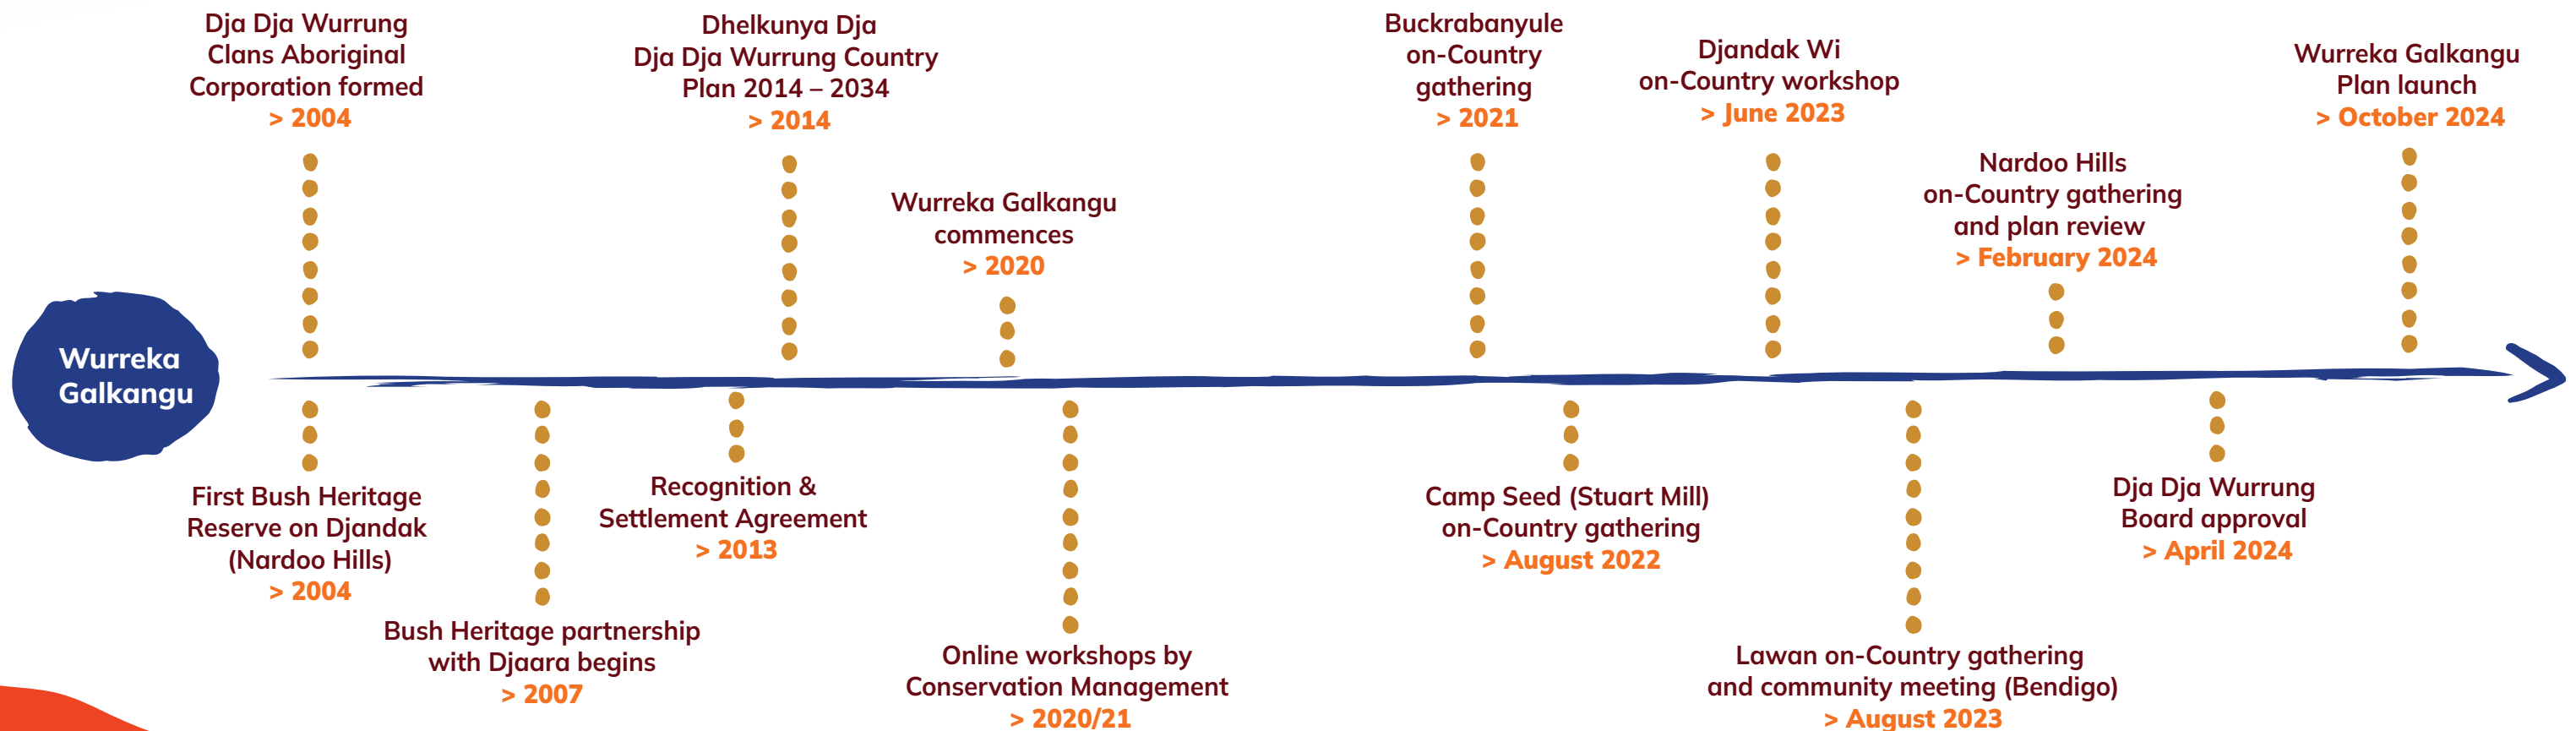 Wurreka
Galkangu
Dja Dja Wurrung
Clans Aboriginal
Corporation formed
> 2004
First Bush Heritage
Reserve on Djandak
(Nardoo Hills)
> 2004
Bush Heritage partnership
with Djaara begins
> 2007
Recognition &
Settlement Agreement
> 2013
Dhelkunya Dja
Dja Dja Wurrung Country
Plan 2014 – 2034
> 2014
Wurreka Galkangu
commences
> 2020
Online workshops by
Conservation Management
> 2020/21
Buckrabanyule
on-Country
gathering
> 2021
Camp Seed (Stuart Mill)
on-Country gathering
> August 2022
Djandak Wi
on-Country workshop
> June 2023
Lawan on-Country gathering
and community meeting (Bendigo)
> August 2023
Nardoo Hills
on-Country gathering
and plan review
> February 2024
Dja Dja Wurrung
Board approval
> April 2024
Wurreka Galkangu
Plan launch
> October 2024